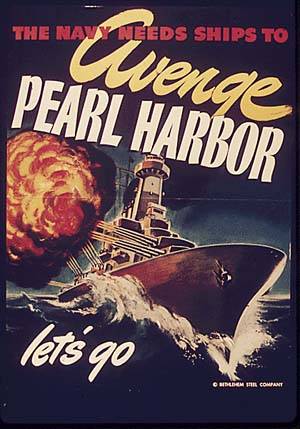 THE NAVY NEEDS SHIPS TO
Avenge
PEARL HARBOR
let's go
© BETHLEHEM STEEL COMPANY